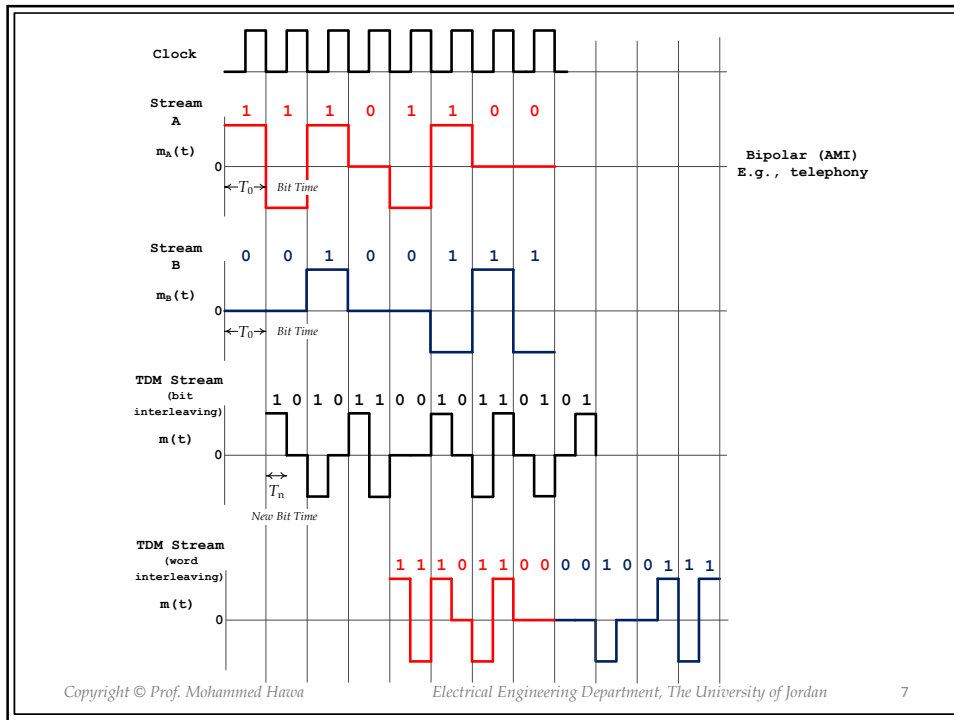 Clock
Stream
A
1 1 1 0 1 1 0 0
mA(t)
0
Bipolar (AMI)
E.g., telephony
T0
Bit Time
Stream
B
0 0 1 0 0 1 1 1
mB(t)
0
T0
Bit Time
TDM Stream
(bit
interleaving)
1 0 1 0 1 1 0 0 1 0 1 1 0 1 0 1
m(t)
0
Tn
New Bit Time
TDM Stream
(word
interleaving)
1 1 1 0 1 1 0 0 0 0 1 0 0 1 1 1
m(t)
0
Copyright © Prof. Mohammed Hawa Electrical Engineering Department, The University of Jordan 7